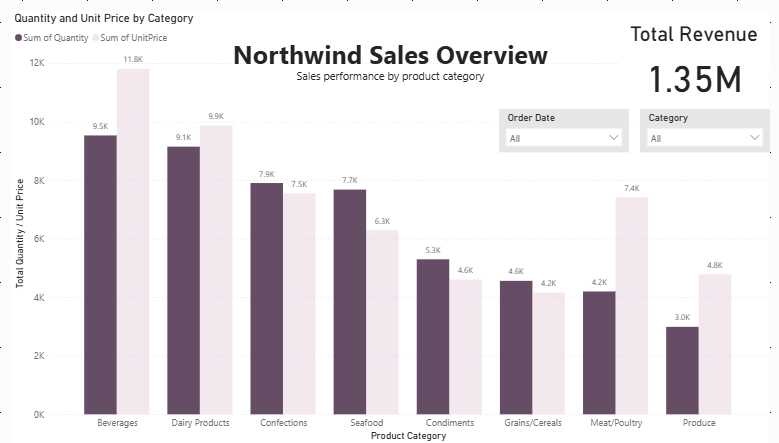 Quantity and Unit Price by Category
Sum of Quantity Sum of UnitPrice
Northwind Sales Overview
Sales performance by product category
Total Revenue
1.35M
Order Date
All
Category
All
Total Quantity / Unit Price
12K
10K
8K
6K
4K
2K
0K
9.5K
11.8K
9.1K
9.9K
7.9K
7.5K
7.7K
6.3K
5.3K
4.6K
4.6K
4.2K
4.2K
7.4K
3.0K
4.8K
Beverages
Dairy Products
Confections
Seafood
Condiments
Grains/Cereals
Meat/Poultry
Produce
Product Category